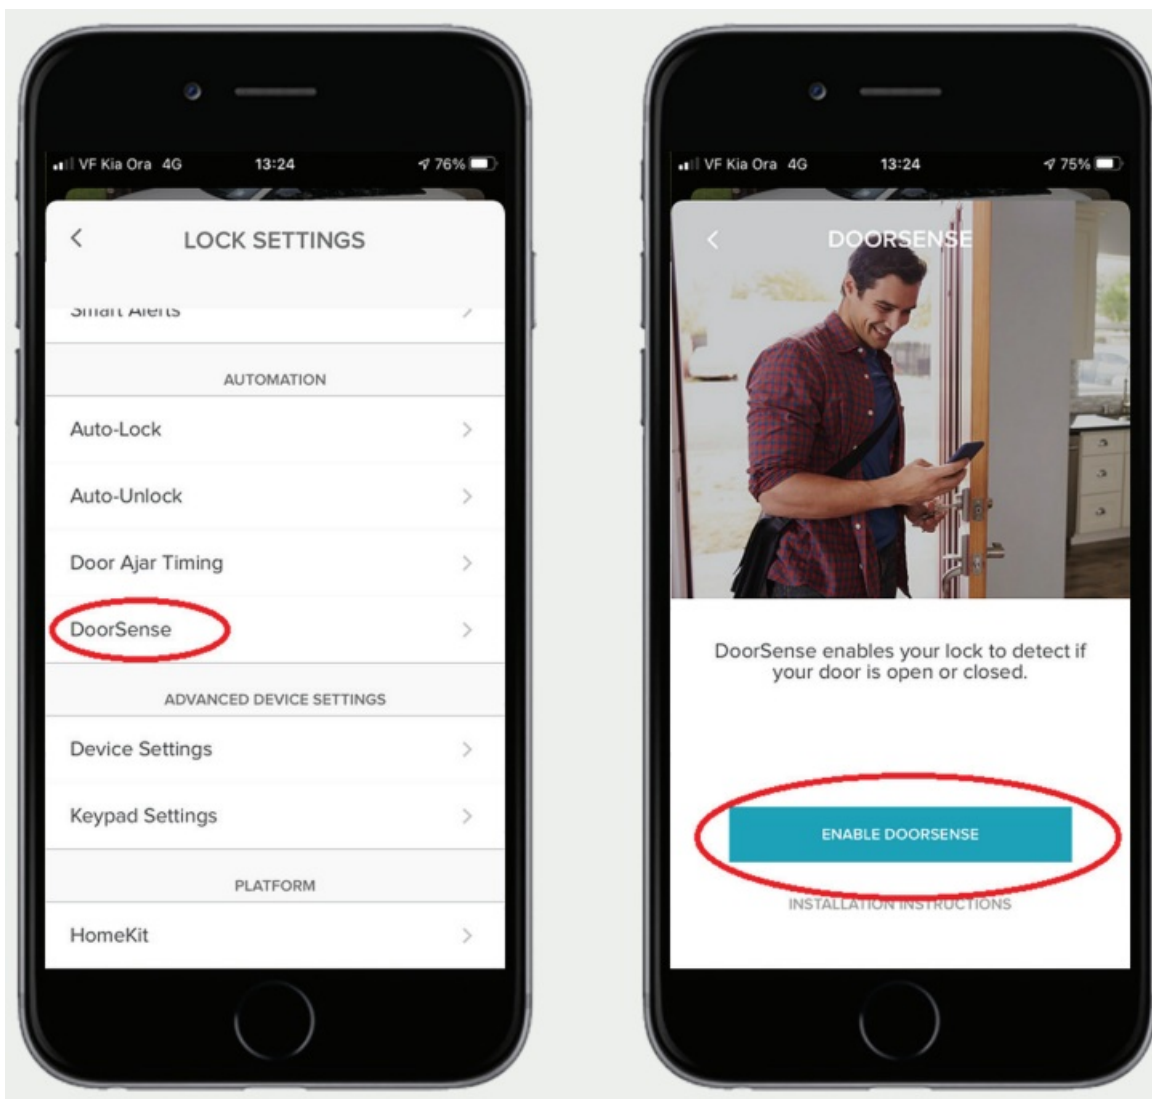 VF Kia Ora 4G 13:24 76%
LOCK SETTINGS
Smart Alerts
AUTOMATION
Auto-Lock
Auto-Unlock
Door Ajar Timing
DoorSense
ADVANCED DEVICE SETTINGS
Device Settings
Keypad Settings
PLATFORM
HomeKit
VF Kia Ora 4G 13:24 75%
DOORSENSE
DoorSense enables your lock to detect if
your door is open or closed.
ENABLE DOORSENSE
INSTALLATION INSTRUCTIONS